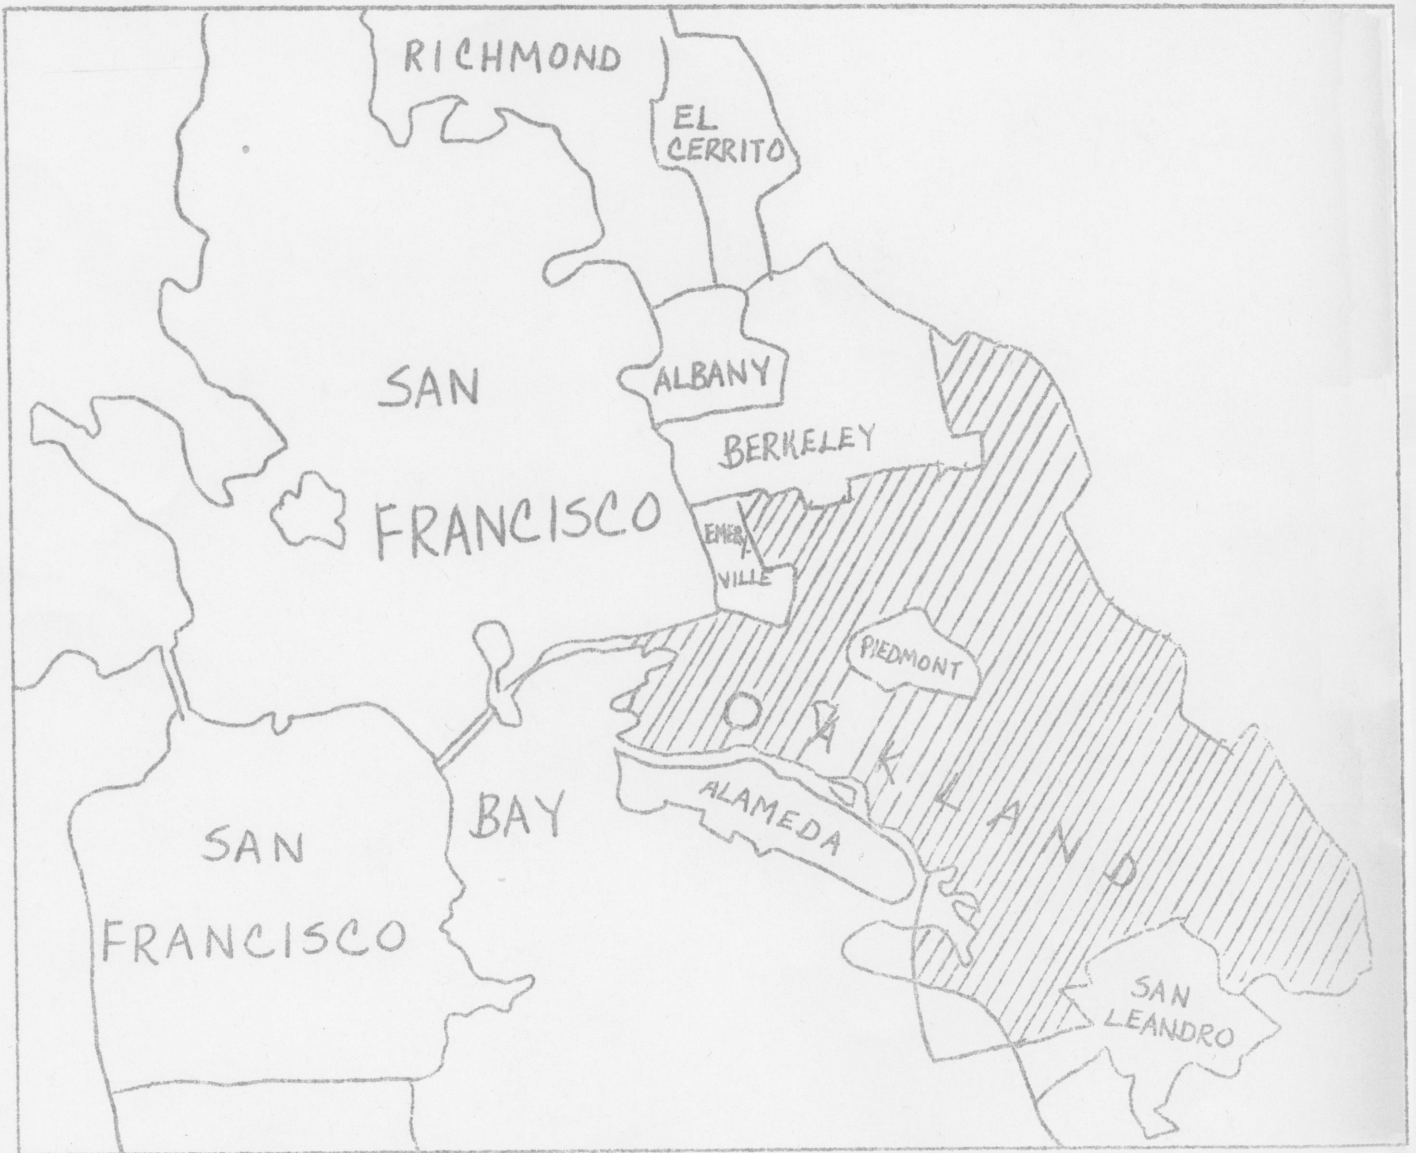 RICHMOND
EL
CERRITO
SAN
FRANCISCO
BAY
ALBANY
BERKELEY
EMERY-
VILLE
PIEDMONT
OAKLAND
ALAMEDA
SAN
FRANCISCO
SAN
LEANDRO